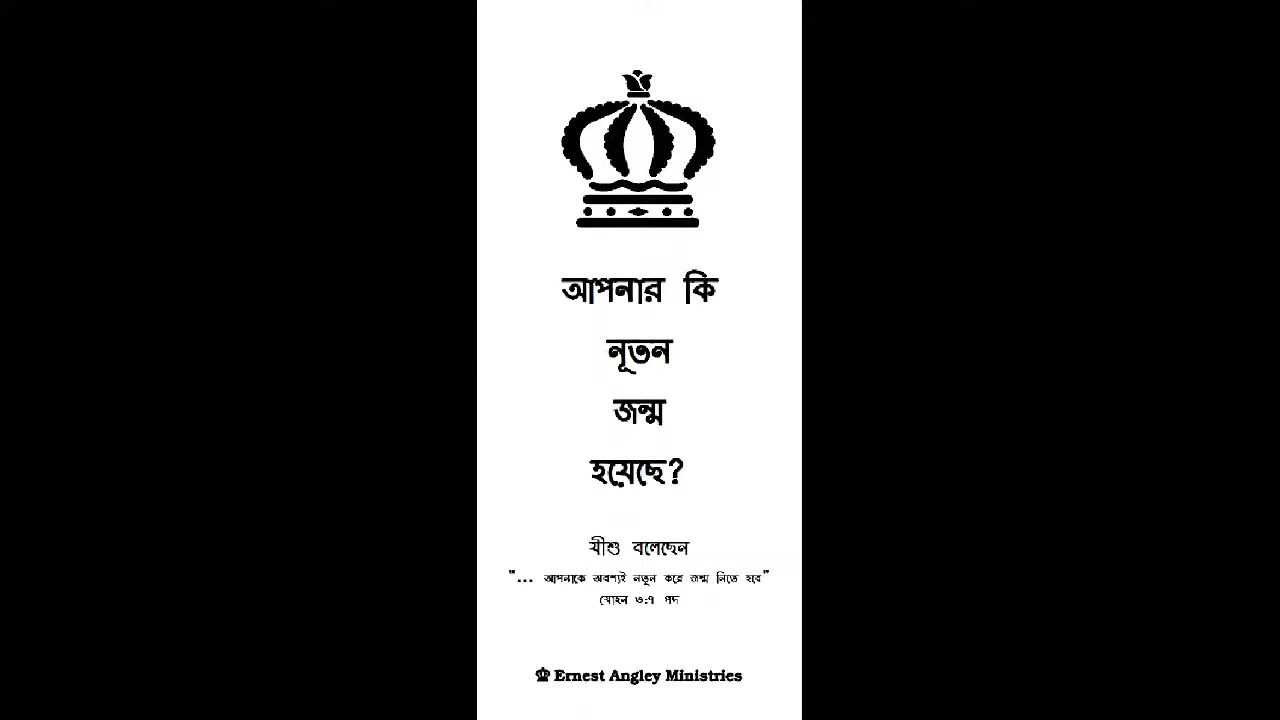 আপনার কি
নূতন
জন্ম
হয়েছে?
যীশু বলেছেন
"... আপনাকে অবশ্যই নতুন করে জন্ম নিতে হবে"
যোহন ৩:৭ পদ
Ernest Angley Ministries